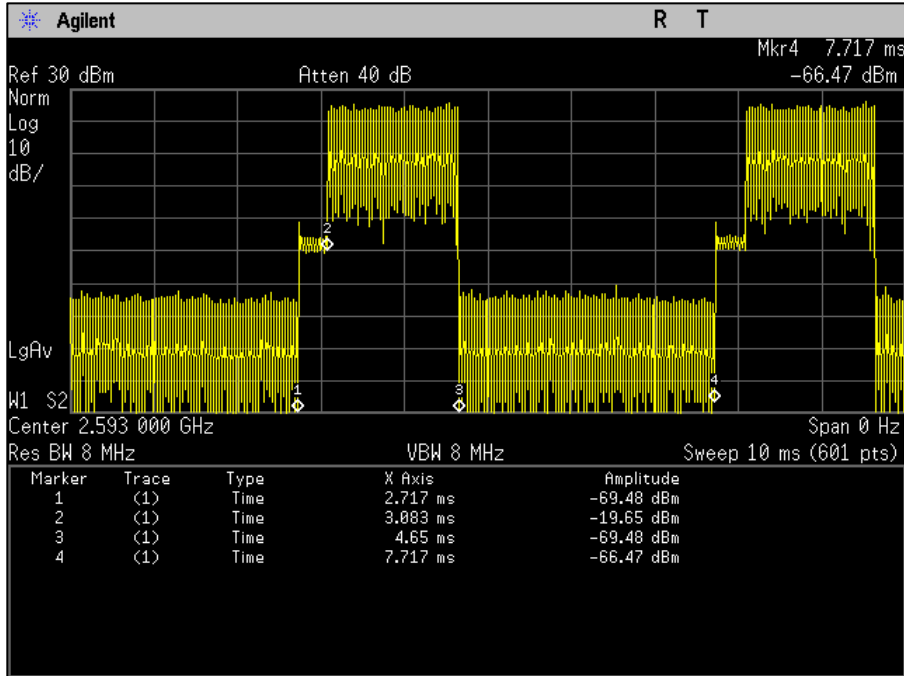 Agilent R T
Mkr4 7.717 ms
Ref 30 dBm Atten 40 dB -66.47 dBm
Norm
Log
10
dB/
LgAv
W1 S2
1
2
3
4
Center 2.593 000 GHz Span 0 Hz
Res BW 8 MHz VBW 8 MHz Sweep 10 ms (601 pts)
Marker Trace Type X Axis Amplitude
1 (1) Time 2.717 ms -69.48 dBm
2 (1) Time 3.083 ms -19.65 dBm
3 (1) Time 4.65 ms -69.48 dBm
4 (1) Time 7.717 ms -66.47 dBm